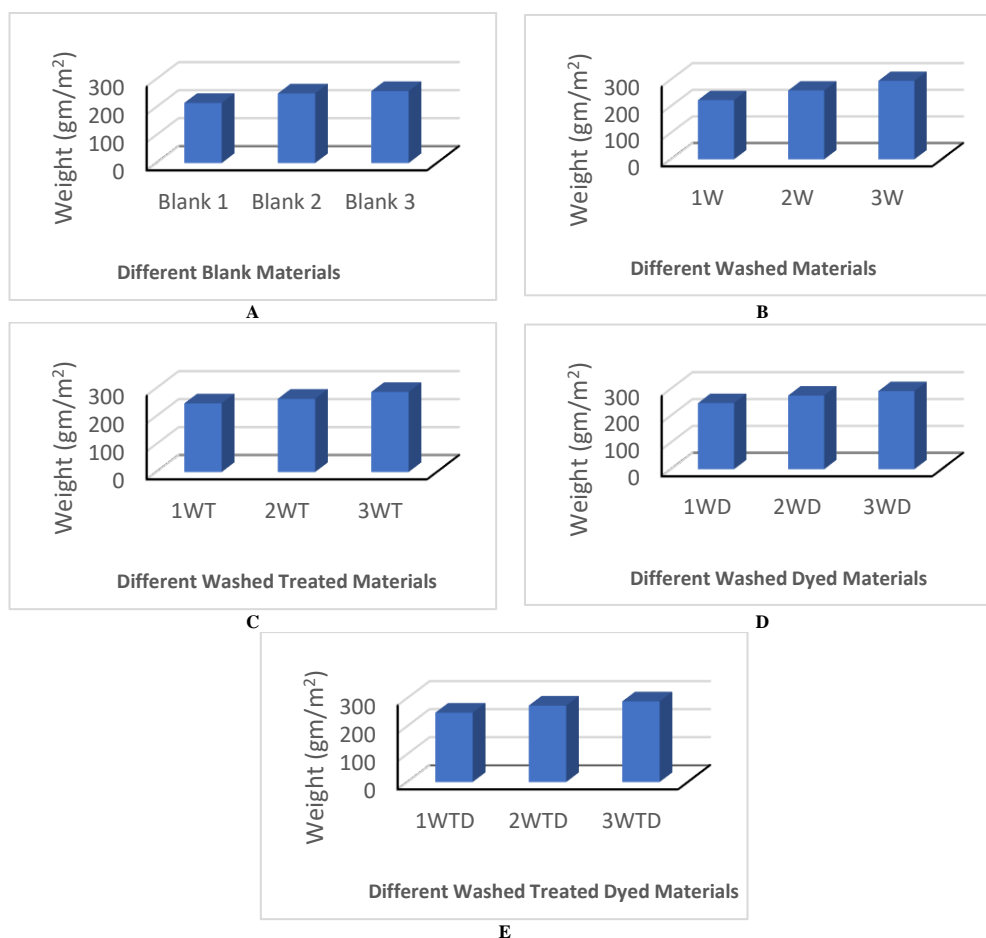 Weight (gm/m²)
300
200
100
0
Blank 1 Blank 2 Blank 3
Different Blank Materials
A
Weight (gm/m²)
300
200
100
0
1W 2W 3W
Different Washed Materials
B
Weight (gm/m²)
300
200
100
0
1WT 2WT 3WT
Different Washed Treated Materials
C
Weight (gm/m²)
300
200
100
0
1WD 2WD 3WD
Different Washed Dyed Materials
D
Weight (gm/m²)
300
200
100
0
1WTD 2WTD 3WTD
Different Washed Treated Dyed Materials
E